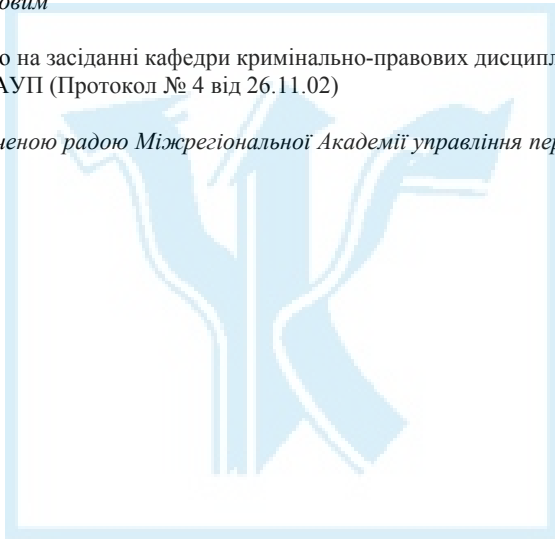 овим
о на засіданні кафедри кримінально-правових дисципл
АУП (Протокол № 4 від 26.11.02)
ченою радою Міжрегіональної Академії управління пер